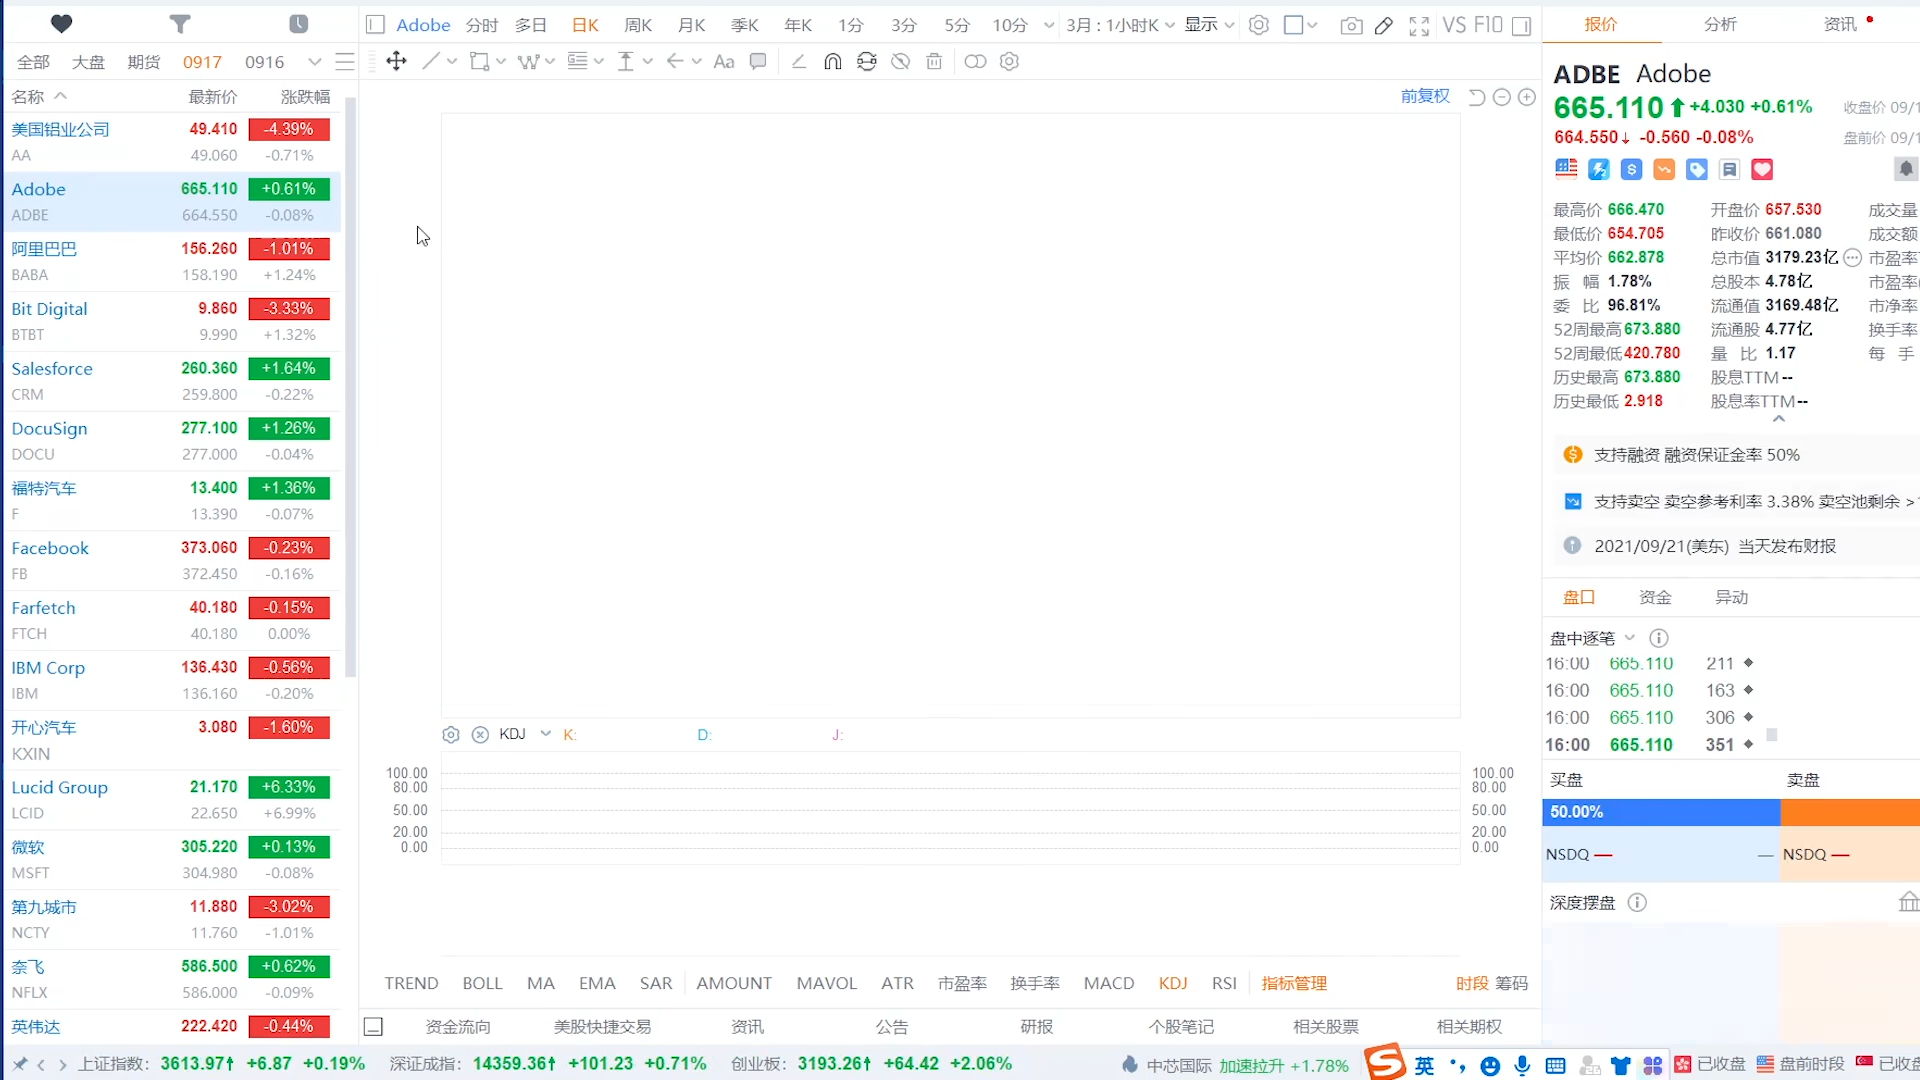 Adobe 分时 多日 日K 周K 月K 季K 年K 1分 3分 5分 10分 3月 : 1小时K 显示 VS F10
报价 分析 资讯
全部 大盘 期货 0917 0916
Aa
名称 最新价 涨跌幅
前复权
美国铝业公司 49.410 -4.39%
AA 49.060 -0.71%
Adobe 665.110 +0.61%
ADBE 664.550 -0.08%
阿里巴巴 156.260 -1.01%
BABA 158.190 +1.24%
Bit Digital 9.860 -3.33%
BTBT 9.990 +1.32%
Salesforce 260.360 +1.64%
CRM 259.800 -0.22%
DocuSign 277.100 +1.26%
DOCU 277.000 -0.04%
福特汽车 13.400 +1.36%
F 13.390 -0.07%
Facebook 373.060 -0.23%
FB 372.450 -0.16%
Farfetch 40.180 -0.15%
FTCH 40.180 0.00%
IBM Corp 136.430 -0.56%
IBM 136.160 -0.20%
开心汽车 3.080 -1.60%
KXIN
Lucid Group 21.170 +6.33%
LCID 22.650 +6.99%
微软 305.220 +0.13%
MSFT 304.980 -0.08%
第九城市 11.880 -3.02%
NCTY 11.760 -1.01%
奈飞 586.500 +0.62%
NFLX 586.000 -0.09%
英伟达 222.420 -0.44%
KDJ K: D: J:
100.00 100.00
80.00 80.00
50.00 50.00
20.00 20.00
0.00 0.00
TREND BOLL MA EMA SAR AMOUNT MAVOL ATR 市盈率 换手率 MACD KDJ RSI 指标管理 时段 筹码
资金流向 美股快捷交易 资讯 公告 研报 个股笔记 相关股票 相关期权
ADBE Adobe
665.110 +4.030 +0.61% 收盘价 09/1
664.550↓ -0.560 -0.08% 盘前价 09/1
最高价 666.470 开盘价 657.530 成交量
最低价 654.705 昨收价 661.080 成交额
平均价 662.878 总市值 3179.23亿 市盈率
振 幅 1.78% 总股本 4.78亿 市盈率
委 比 96.81% 流通值 3169.48亿 市净率
52周最高 673.880 流通股 4.77亿 换手率
52周最低 420.780 量 比 1.17 每 手
历史最高 673.880 股息TTM --
历史最低 2.918 股息率TTM --
支持融资 融资保证金率 50%
支持卖空 卖空参考利率 3.38% 卖空池剩余 >
2021/09/21(美东) 当天发布财报
盘口 资金 异动
盘中逐笔
16:00 665.110 211
16:00 665.110 163
16:00 665.110 306
16:00 665.110 351
买盘 卖盘
50.00%
NSDQ — — NSDQ —
深度摆盘
上证指数: 3613.97↑ +6.87 +0.19% 深证成指: 14359.36↑ +101.23 +0.71% 创业板: 3193.26↑ +64.42 +2.06% 中芯国际 加速拉升 +1.78% S 英 已收盘 盘前时段 已收